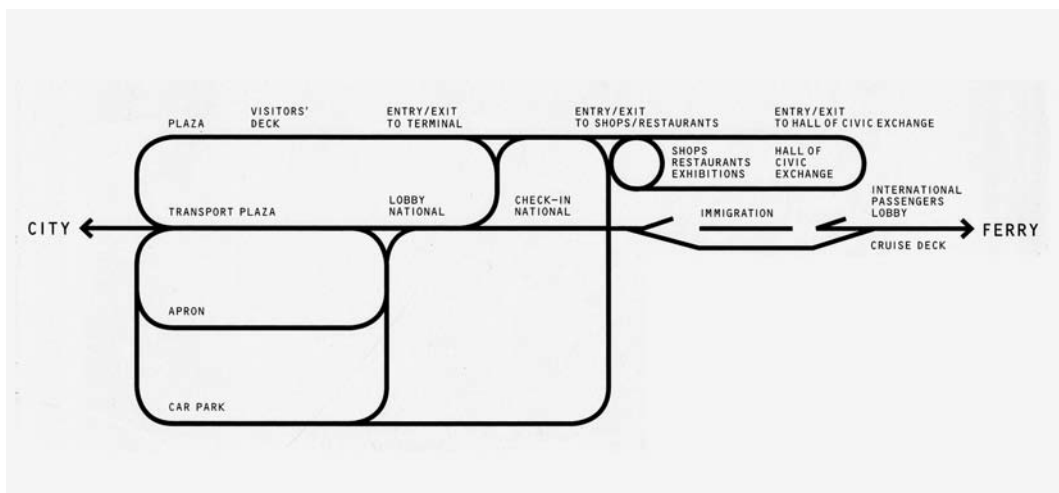 PLAZA
VISITORS'
DECK
ENTRY/EXIT
TO TERMINAL
ENTRY/EXIT
TO SHOPS/RESTAURANTS
ENTRY/EXIT
TO HALL OF CIVIC EXCHANGE
SHOPS
RESTAURANTS
EXHIBITIONS
HALL OF
CIVIC
EXCHANGE
CITY
TRANSPORT PLAZA
LOBBY
NATIONAL
CHECK-IN
NATIONAL
IMMIGRATION
INTERNATIONAL
PASSENGERS
LOBBY
FERRY
CRUISE DECK
APRON
CAR PARK